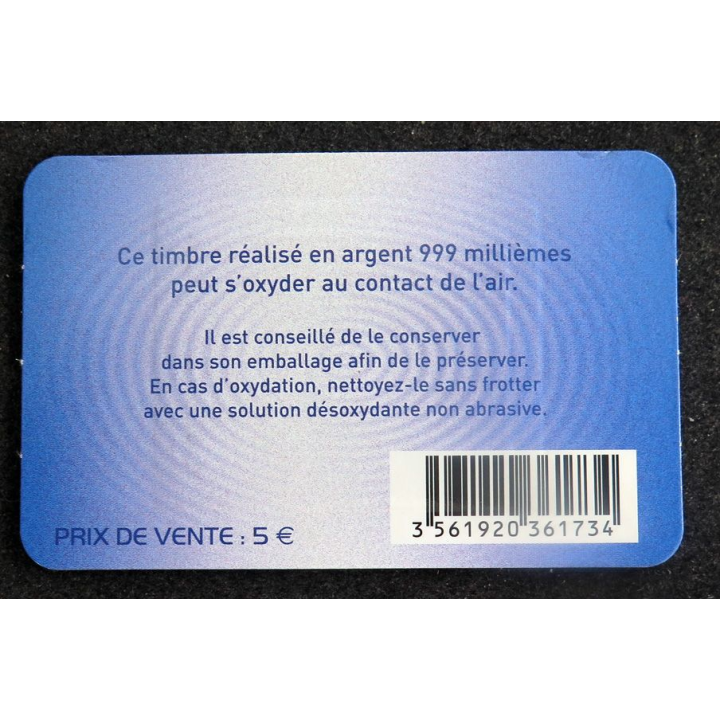 Ce timbre réalisé en argent 999 millièmes
peut s'oxyder au contact de l'air.
Il est conseillé de le conserver
dans son emballage afin de le préserver.
En cas d'oxydation, nettoyez-le sans frotter
avec une solution désoxydante non abrasive.
PRIX DE VENTE : 5 €
3 561920 361734